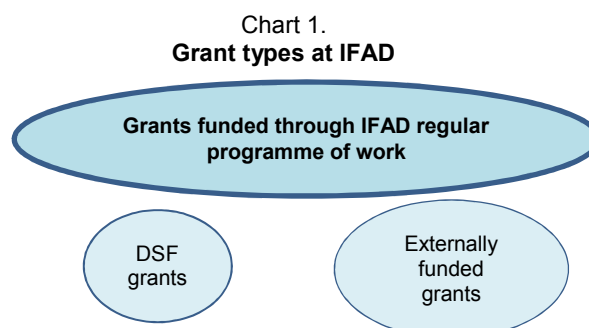 Chart 1.
Grant types at IFAD
Grants funded through IFAD regular
programme of work
DSF
grants
Externally
funded
grants